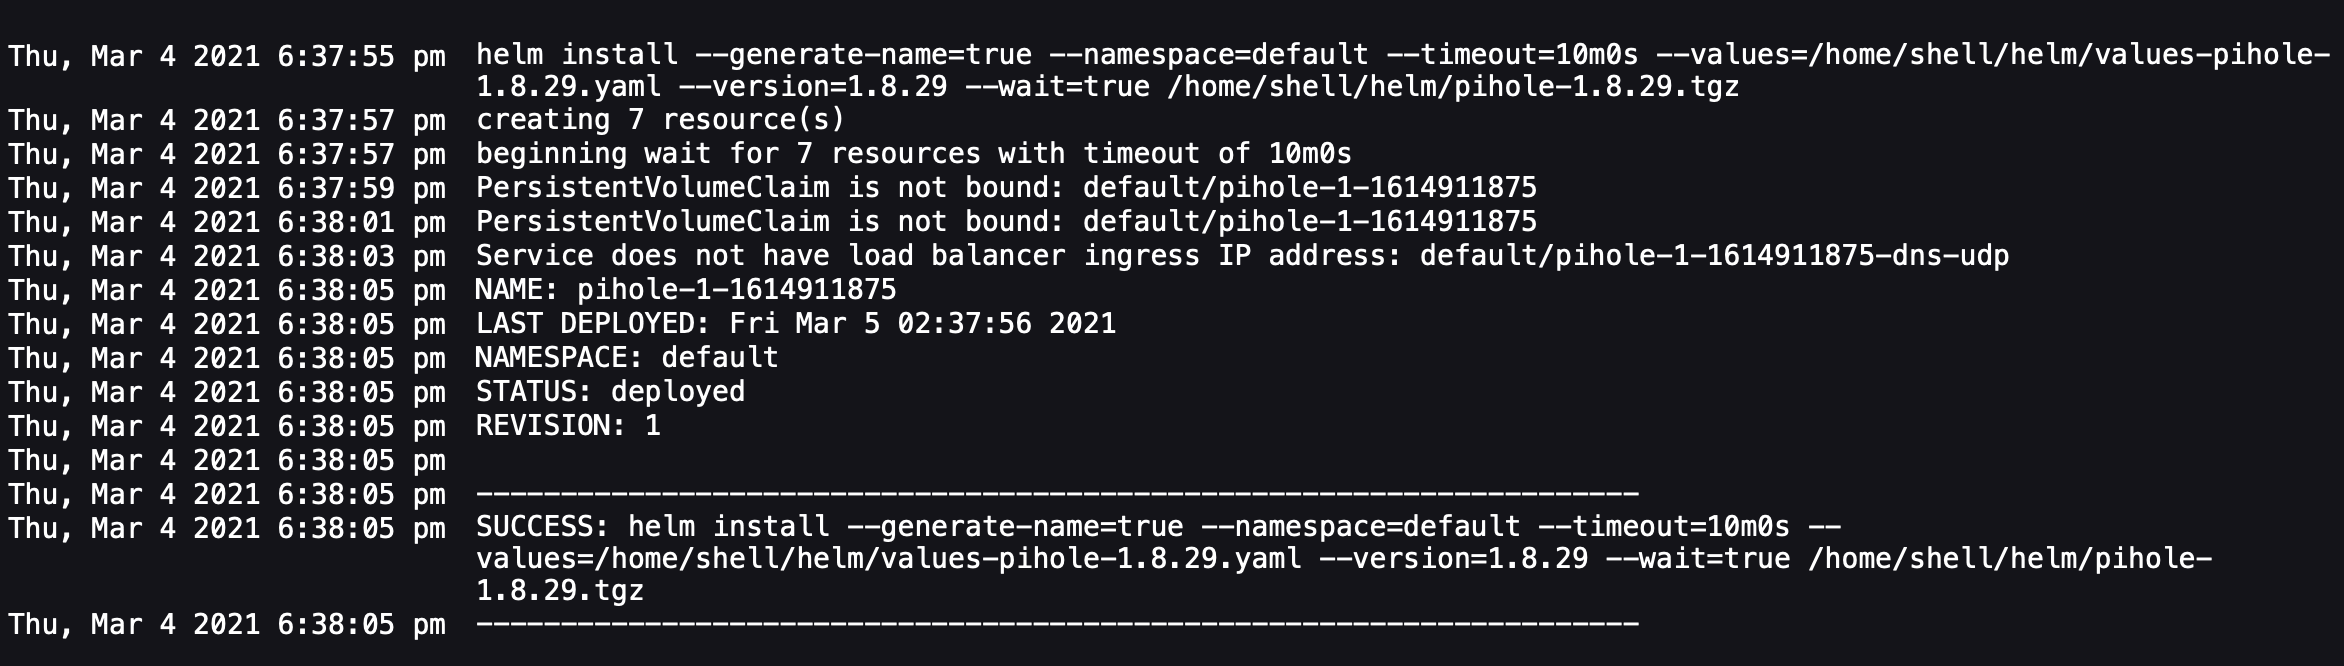 Thu, Mar 4 2021 6:37:55 pm helm install --generate-name=true --namespace=default --timeout=10m0s --values=/home/shell/helm/values-pihole-
1.8.29.yaml --version=1.8.29 --wait=true /home/shell/helm/pihole-1.8.29.tgz
Thu, Mar 4 2021 6:37:57 pm creating 7 resource(s)
Thu, Mar 4 2021 6:37:57 pm beginning wait for 7 resources with timeout of 10m0s
Thu, Mar 4 2021 6:37:59 pm PersistentVolumeClaim is not bound: default/pihole-1-1614911875
Thu, Mar 4 2021 6:38:01 pm PersistentVolumeClaim is not bound: default/pihole-1-1614911875
Thu, Mar 4 2021 6:38:03 pm Service does not have load balancer ingress IP address: default/pihole-1-1614911875-dns-udp
Thu, Mar 4 2021 6:38:05 pm NAME: pihole-1-1614911875
Thu, Mar 4 2021 6:38:05 pm LAST DEPLOYED: Fri Mar 5 02:37:56 2021
Thu, Mar 4 2021 6:38:05 pm NAMESPACE: default
Thu, Mar 4 2021 6:38:05 pm STATUS: deployed
Thu, Mar 4 2021 6:38:05 pm REVISION: 1
Thu, Mar 4 2021 6:38:05 pm
Thu, Mar 4 2021 6:38:05 pm ---------------------------------------------------------------------
Thu, Mar 4 2021 6:38:05 pm SUCCESS: helm install --generate-name=true --namespace=default --timeout=10m0s --
values=/home/shell/helm/values-pihole-1.8.29.yaml --version=1.8.29 --wait=true /home/shell/helm/pihole-
1.8.29.tgz
Thu, Mar 4 2021 6:38:05 pm ---------------------------------------------------------------------